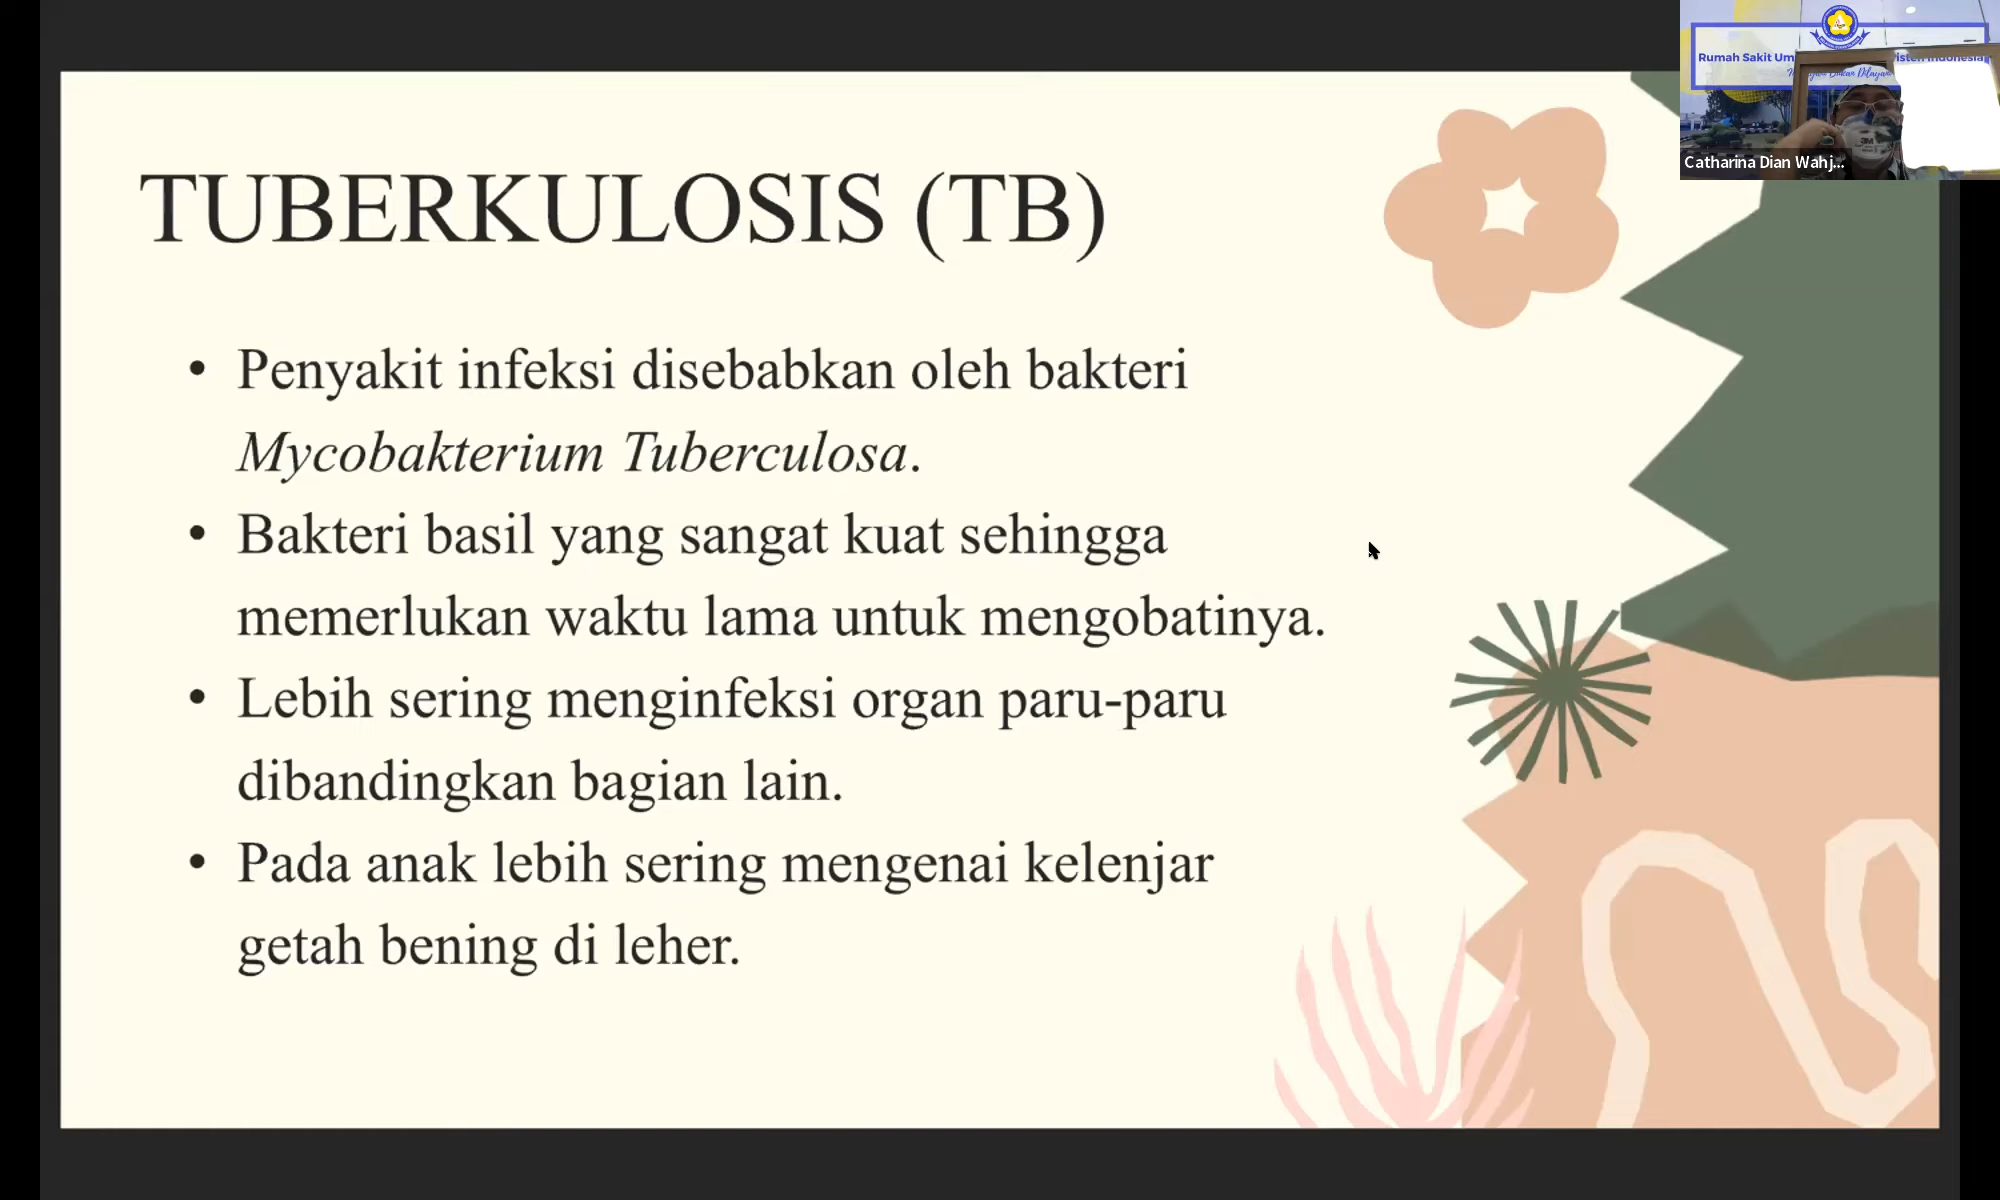 TUBERKULOSIS (TB)
• Penyakit infeksi disebabkan oleh bakteri
Mycobakterium Tuberculosa.
• Bakteri basil yang sangat kuat sehingga
memerlukan waktu lama untuk mengobatinya.
• Lebih sering menginfeksi organ paru-paru
dibandingkan bagian lain.
• Pada anak lebih sering mengenai kelenjar
getah bening di leher.
Rumah Sakit Um
Indonesia
3M
Catharina Dian Wahj...